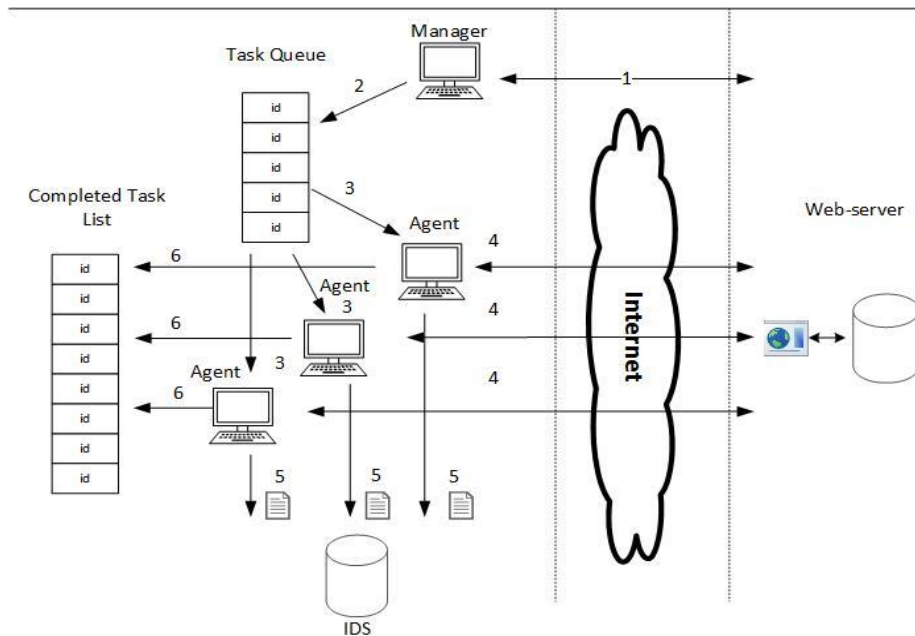 Manager
Task Queue
1
2
id
id
id
id
id
3
Completed Task
List
Agent
Web-server
4
6
id
id
id
id
id
id
id
id
Agent
3
4
6
3
Internet
Agent
4
6
5
5
5
IDS